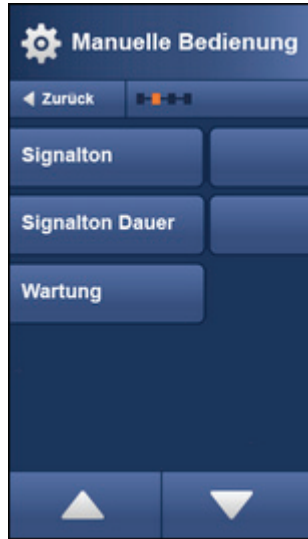 Manuelle Bedienung
Zurück
Signalton
Signalton Dauer
Wartung